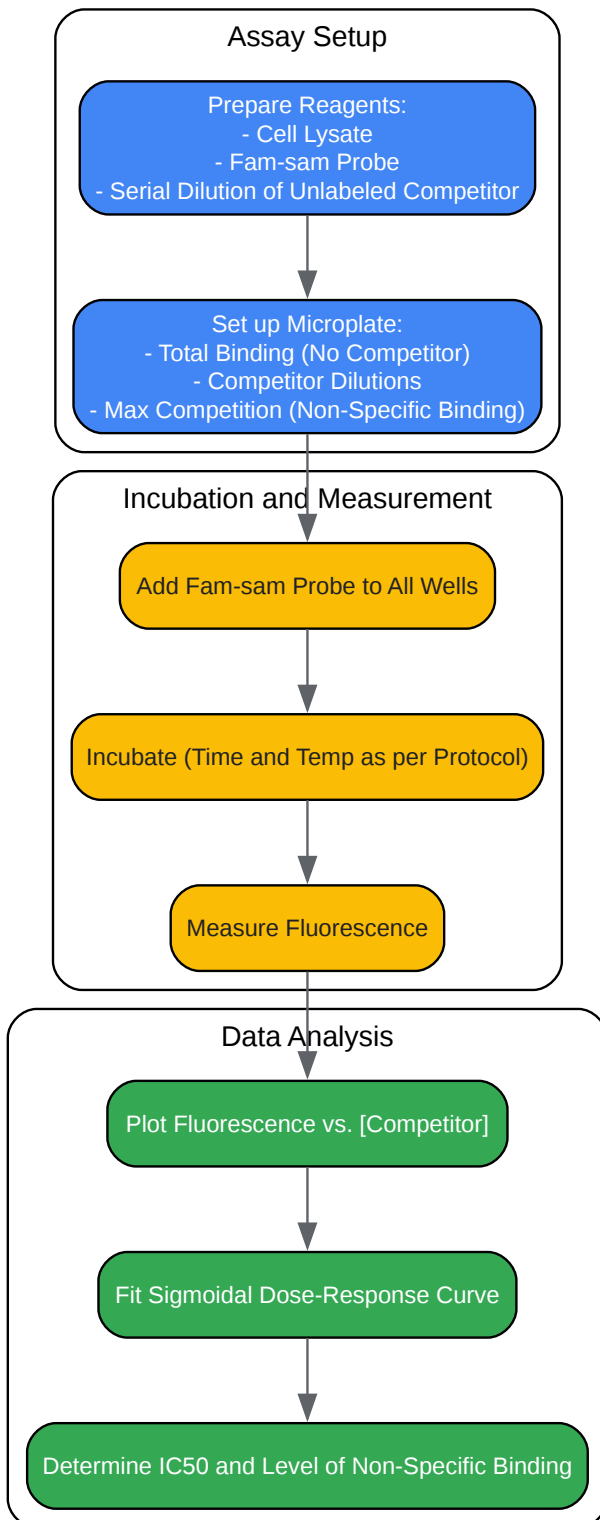 Assay Setup
Prepare Reagents:
- Cell Lysate
- Fam-sam Probe
- Serial Dilution of Unlabeled Competitor
Set up Microplate:
- Total Binding (No Competitor)
- Competitor Dilutions
- Max Competition (Non-Specific Binding)
Incubation and Measurement
Add Fam-sam Probe to All Wells
Incubate (Time and Temp as per Protocol)
Measure Fluorescence
Data Analysis
Plot Fluorescence vs. [Competitor]
Fit Sigmoidal Dose-Response Curve
Determine IC50 and Level of Non-Specific Binding